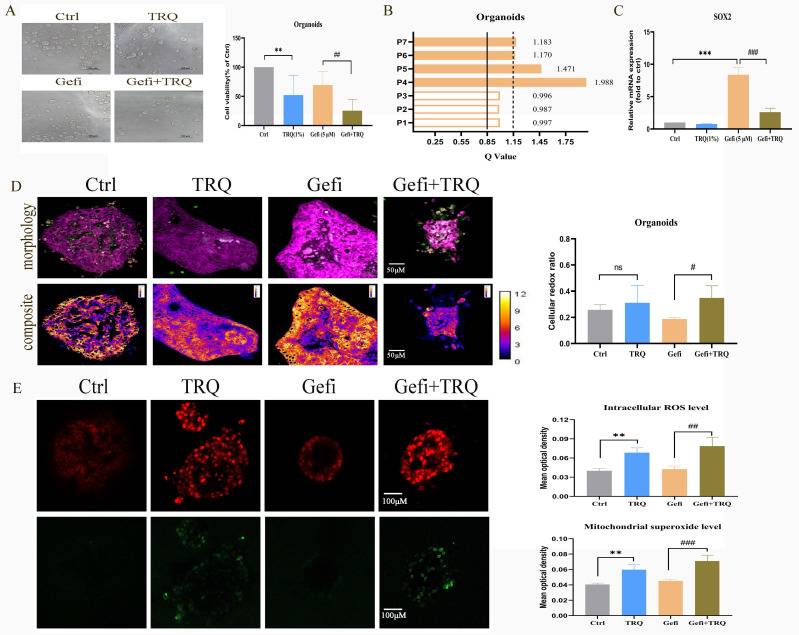 A
Ctrl
TRQ
Gefi
Gefi+TRQ
Organoids
Cell viability(% of Ctrl)
150
100
50
0
**
##
Ctrl
TRQ(1%)
Gefi (5 μM)
Gefi+TRQ
B
Organoids
P7
P6
P5
P4
P3
P2
P1
1.183
1.170
1.471
1.988
0.996
0.987
0.997
0.25
0.55
0.85
1.15
1.45
1.75
Q Value
C
SOX2
Relative mRNA expression
(fold to ctrl)
15
10
5
0
***
###
Ctrl
TRQ(1%)
Gefi (5 μM)
Gefi+TRQ
D
Ctrl
TRQ
Gefi
Gefi+TRQ
morphology
composite
50μM
50μM
12
9
6
3
0
Organoids
Cellular redox ratio
0.8
0.6
0.4
0.2
0.0
ns
#
Ctrl
TRQ
Gefi
Gefi+TRQ
E
Ctrl
TRQ
Gefi
Gefi+TRQ
100μM
100μM
Intracellular ROS level
Mean optical density
0.12
0.09
0.06
0.03
0.00
**
##
Ctrl
TRQ
Gefi
Gefi+TRQ
Mitochondrial superoxide level
Mean optical density
0.10
0.08
0.06
0.04
0.02
0.00
**
###
Ctrl
TRQ
Gefi
Gefi+TRQ